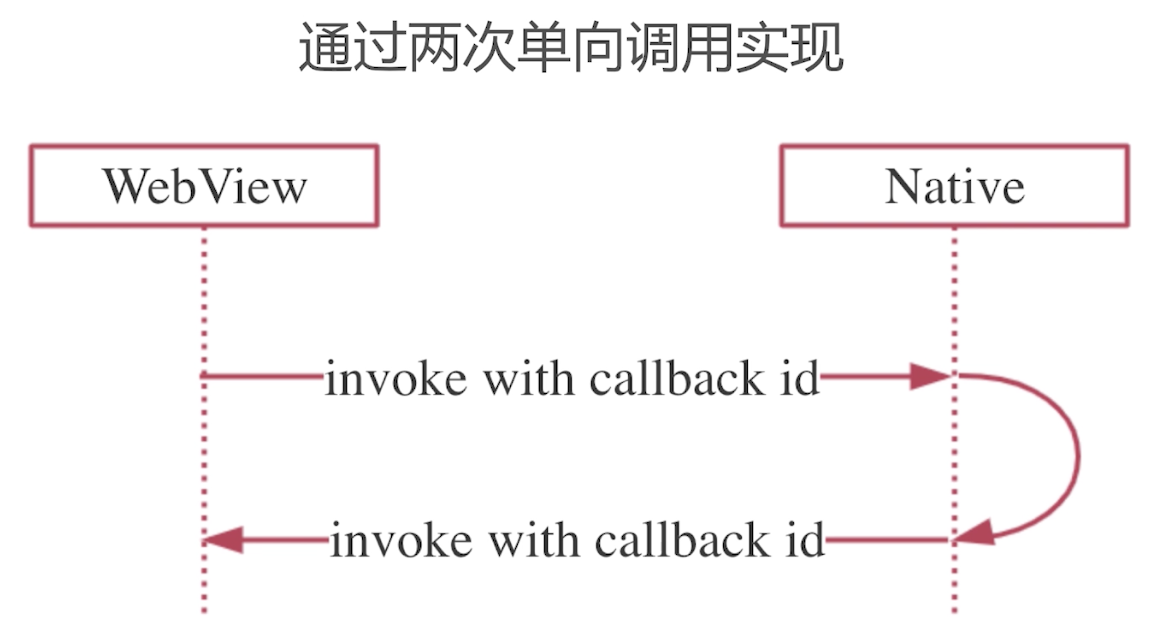 通过两次单向调用实现
WebView
Native
invoke with callback id
invoke with callback id